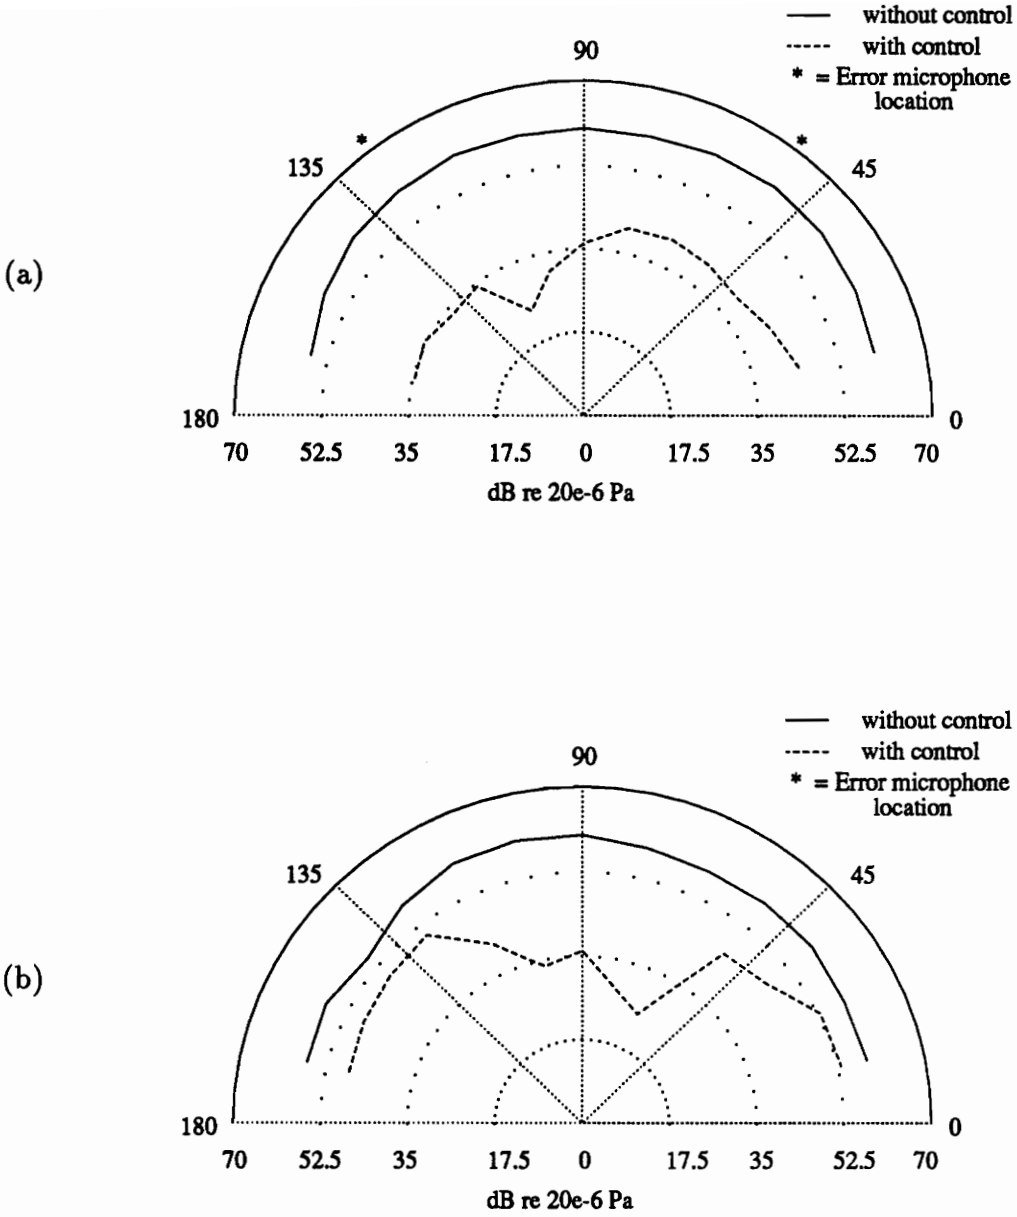 without control
with control
* = Error microphone
location
90
135
45
(a)
180
0
70 52.5 35 17.5 0 17.5 35 52.5 70
dB re 20e-6 Pa
without control
with control
* = Error microphone
location
90
135
45
(b)
180
0
70 52.5 35 17.5 0 17.5 35 52.5 70
dB re 20e-6 Pa